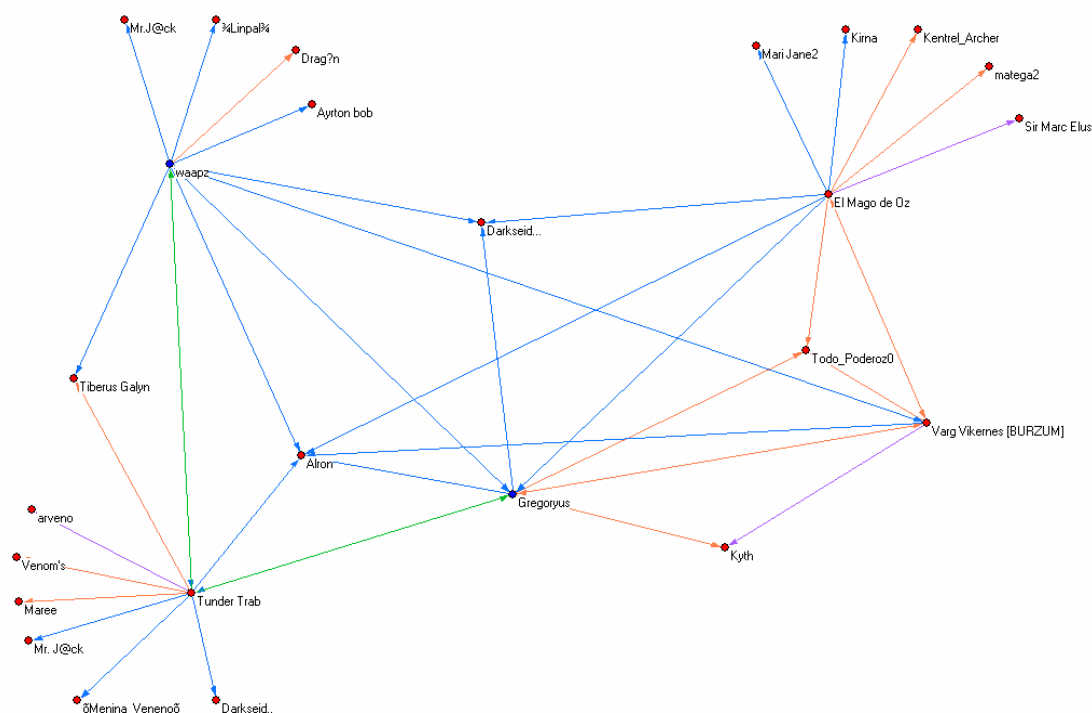 Mr.J@ck
¾Linpal¾
Kirna
Kentrel_Archer
Mari Jane2
Drag?n
matega2
Ayrton bob
Sir Marc Elus
waapz
El Mago de Oz
Darkseid...
Todo_Poderoz0
Tiberus Galyn
Varg Vikernes [BURZUM]
Alron
Gregoryus
arveno
Kyth
Venom's
Tunder Trab
Maree
Mr. J@ck
õMenina_Venenoõ
Darkseid..